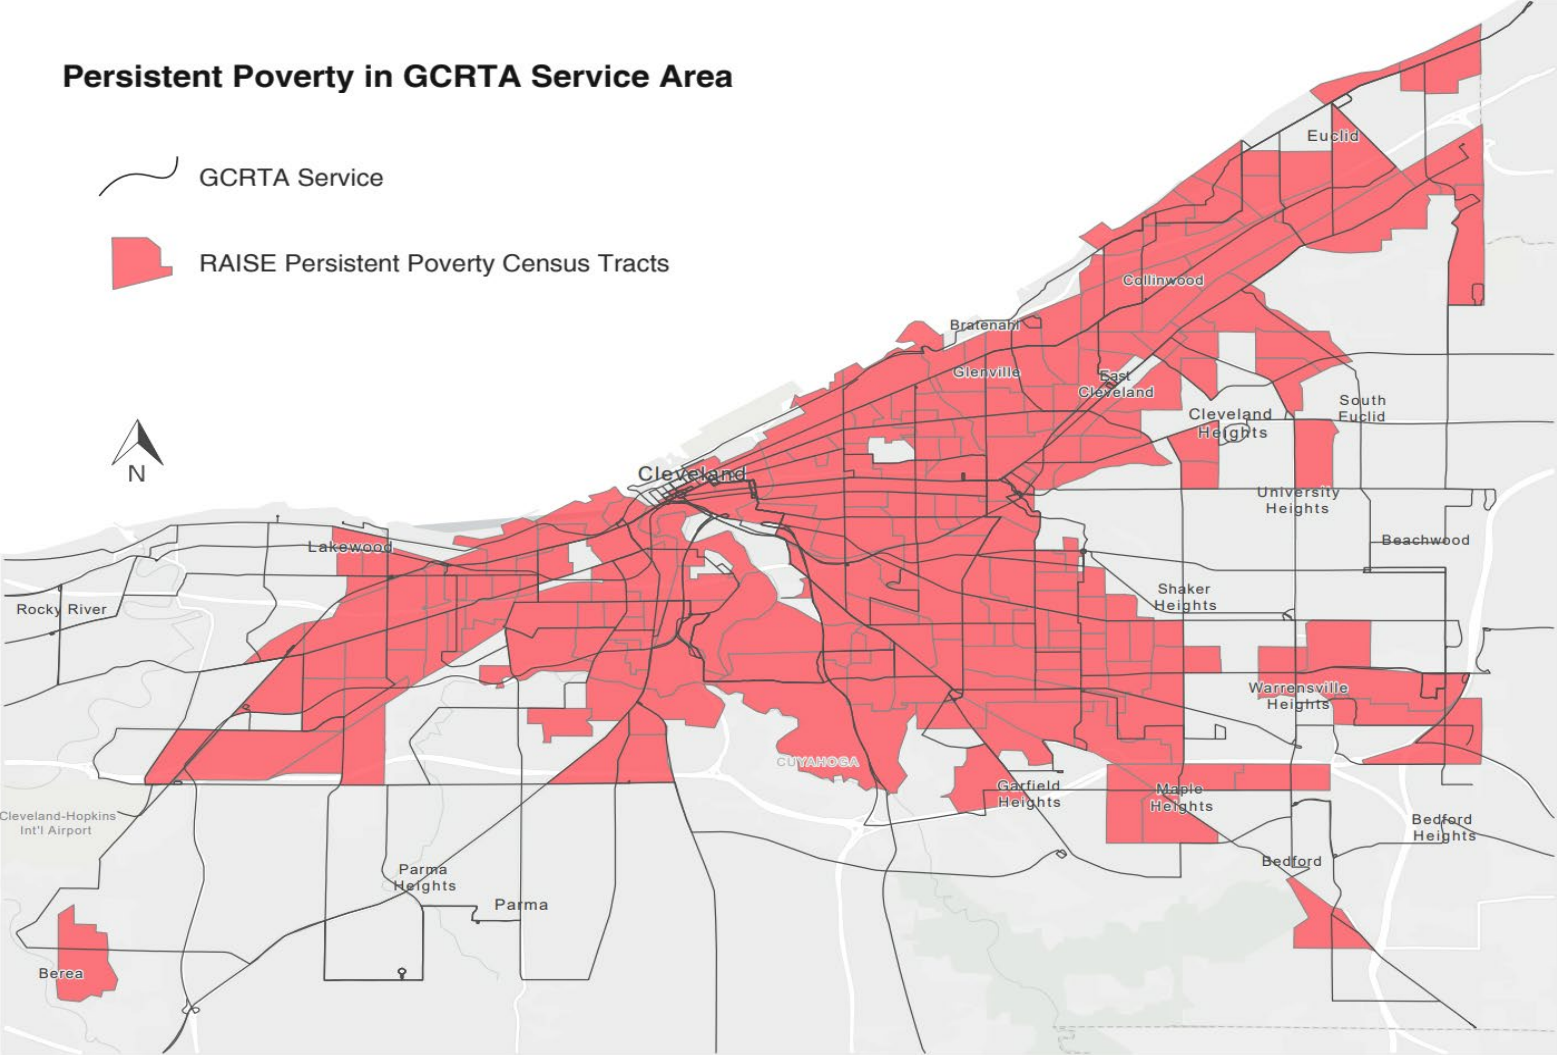 Persistent Poverty in GCRTA Service Area
GCRTA Service
RAISE Persistent Poverty Census Tracts
N
Euclid
Collinwood
Bratenahl
Glenville
East
Cleveland
South
Euclid
Cleveland
Heights
Cleveland
University
Heights
Beachwood
Lakewood
Shaker
Heights
Rocky River
Warrensville
Heights
CUYAHOGA
Garfield
Heights
Maple
Heights
Cleveland-Hopkins
Int'l Airport
Bedford
Heights
Bedford
Parma
Heights
Parma
Berea